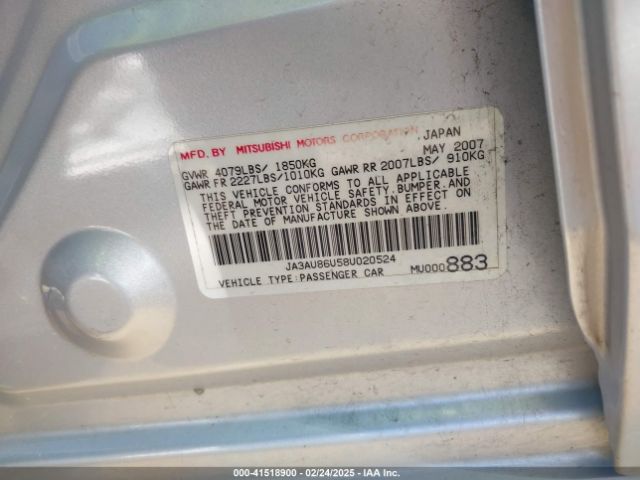 MFD. BY MITSUBISHI MOTORS CORPORATION, JAPAN
GVWR 4079LBS/ 1850KG MAY 2007
GAWR FR 2227LBS/1010KG GAWR RR 2007LBS/ 910KG
THIS VEHICLE CONFORMS TO ALL APPLICABLE
FEDERAL MOTOR VEHICLE SAFETY, BUMPER, AND
THEFT PREVENTION STANDARDS IN EFFECT ON
THE DATE OF MANUFACTURE SHOWN ABOVE.
JA3AU86U58U020524
VEHICLE TYPE:PASSENGER CAR MU000883
000-41518900 - 02/24/2025 - IAA Inc.